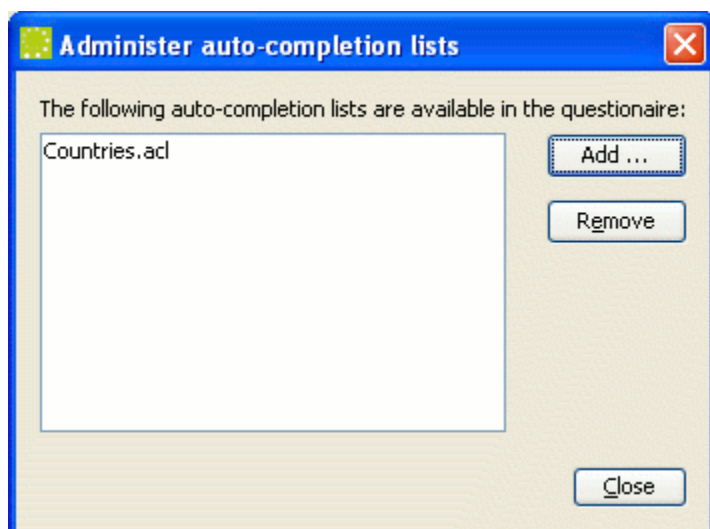 Administer auto-completion lists
The following auto-completion lists are available in the questionaire:
Countries.acl
Add ...
Remove
Close